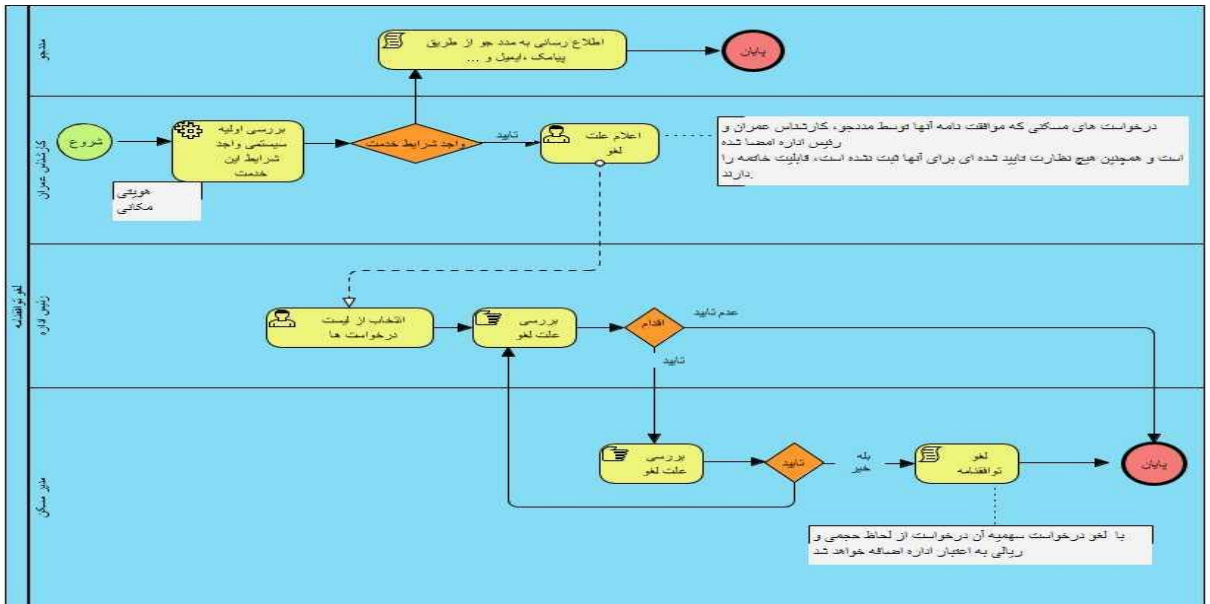 لغو توافقنامه
مددجو
اطلاع رسانی به مدد جو از طریق
پیامک ،ایمیل و ...
پایان
کارشناس عمران
شروع
بررسی اولیه
سیستمی واجد
شرایط این
خدمت
هویتی
مکانی
واجد شرایط خدمت
تایید
اعلام علت
لغو
درخواست های مسکنی که موافقت نامه آنها توسط مددجو، کارشناس عمران و
رئیس اداره امضا شده
است و همچنین هیچ نظارت تایید شده ای برای آنها ثبت نشده است، قابلیت خاتمه را
دارند.
رئیس اداره
انتخاب از لیست
درخواست ها
بررسی
علت لغو
اقدام
عدم تایید
تایید
مدیر مسکن
بررسی
علت لغو
تایید
بله
خیر
لغو
توافقنامه
پایان
با لغو درخواست سهمیه آن درخواست از لحاظ حجمی و
ریالی به اعتبار اداره اضافه خواهد شد